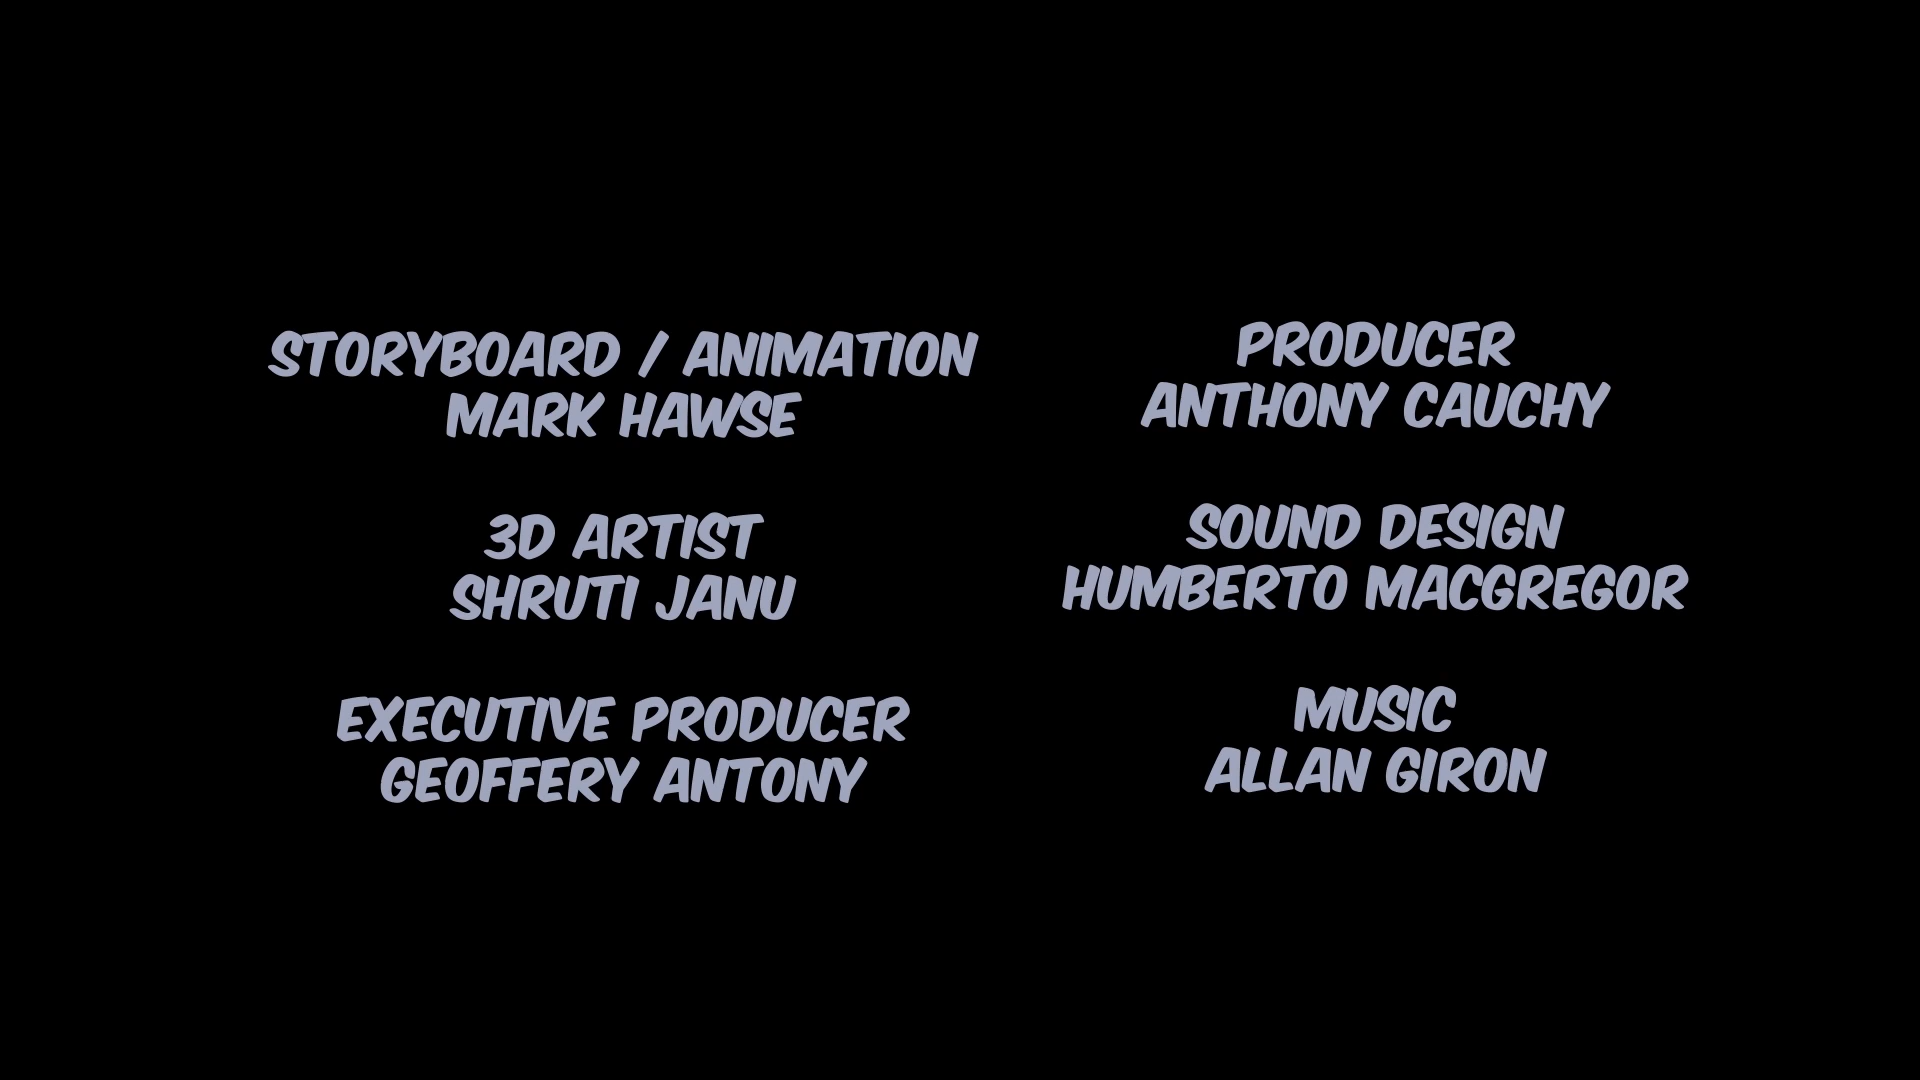 STORYBOARD / ANIMATION
MARK HAWSE
3D ARTIST
SHRUTI JANU
EXECUTIVE PRODUCER
GEOFFERY ANTONY
PRODUCER
ANTHONY CAUCHY
SOUND DESIGN
HUMBERTO MACGREGOR
MUSIC
ALLAN GIRON